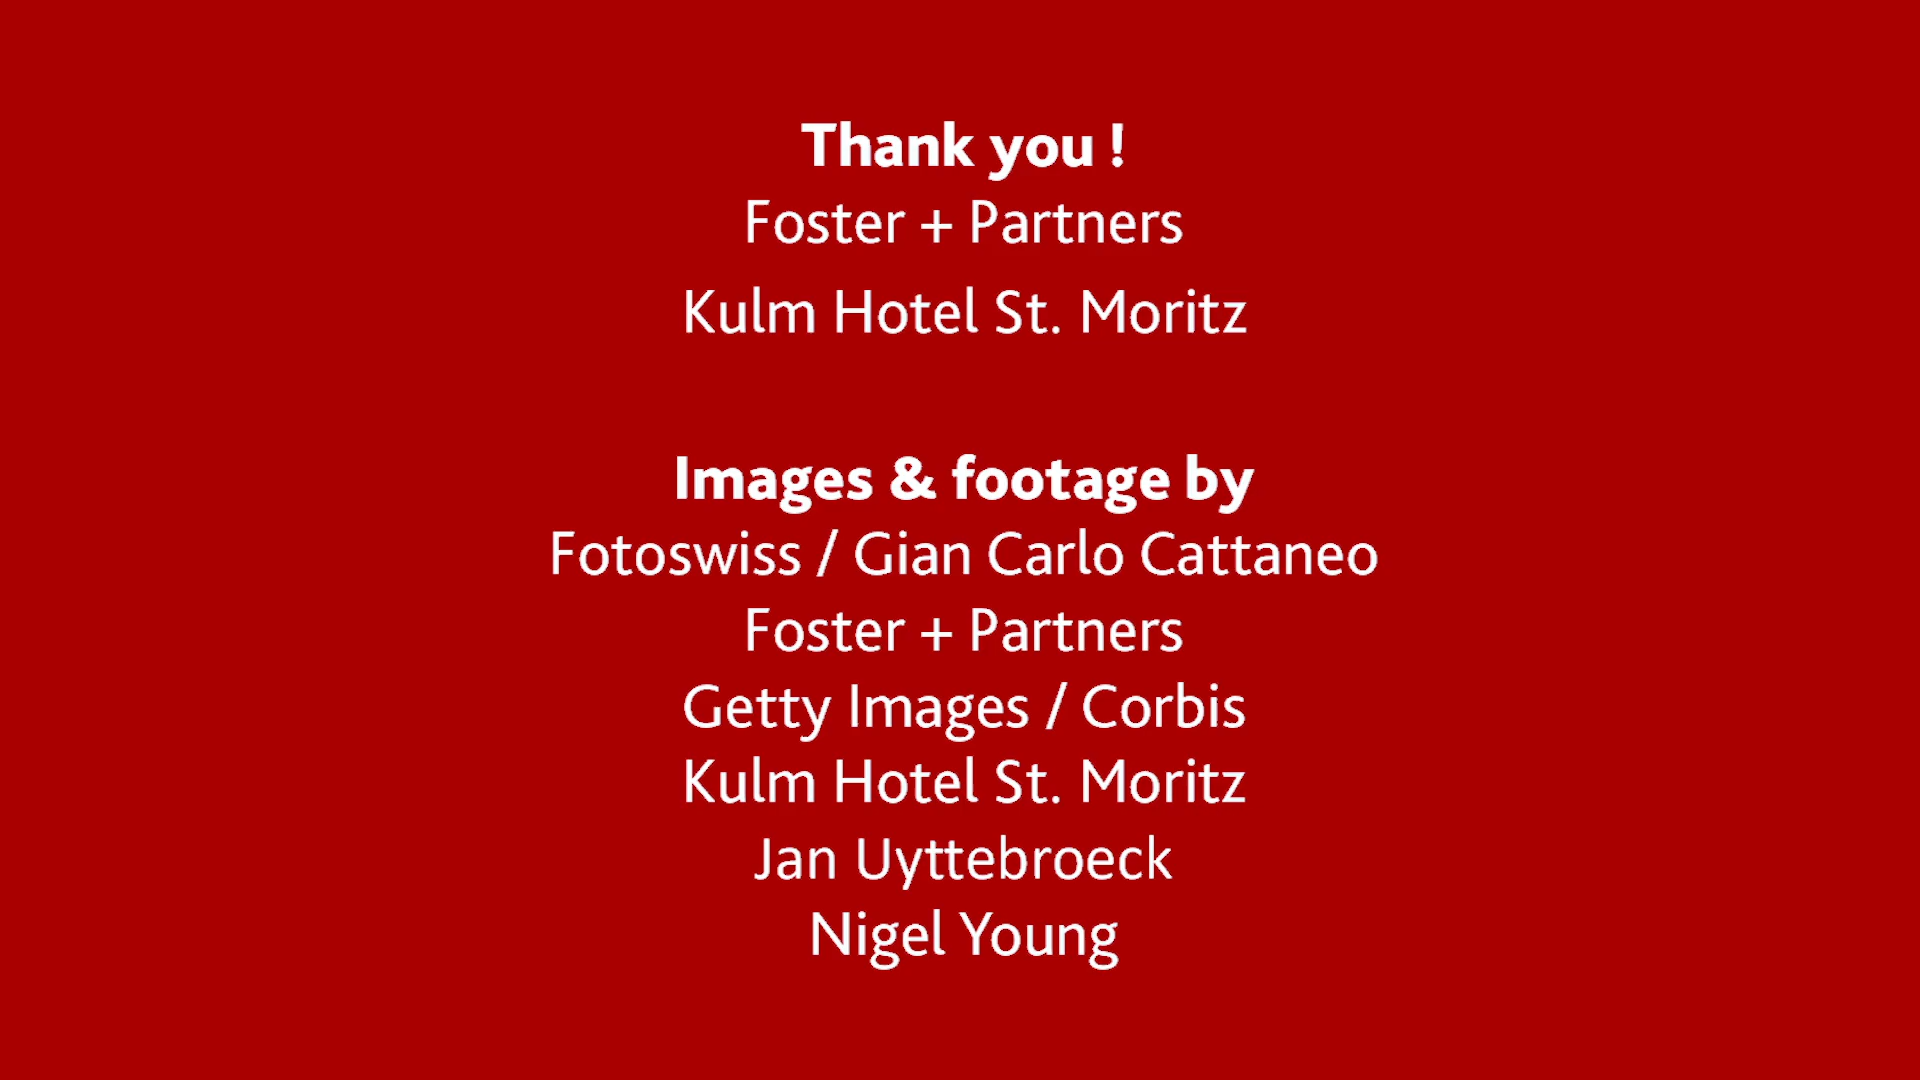 Thank you !
Foster + Partners
Kulm Hotel St. Moritz
Images & footage by
Fotoswiss / Gian Carlo Cattaneo
Foster + Partners
Getty Images / Corbis
Kulm Hotel St. Moritz
Jan Uyttebroeck
Nigel Young